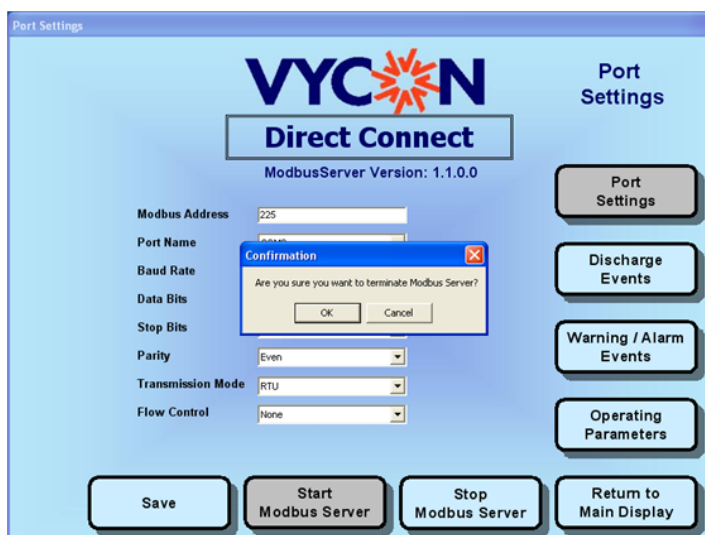 Port Settings
VYCON
Port
Settings
Direct Connect
ModbusServer Version: 1.1.0.0
Port
Settings
Modbus Address 225
Port Name
Confirmation
Discharge
Events
Baud Rate
Are you sure you want to terminate Modbus Server?
Data Bits
OK Cancel
Stop Bits
Warning / Alarm
Events
Parity Even
Transmission Mode RTU
Flow Control None
Operating
Parameters
Save
Start
Modbus Server
Stop
Modbus Server
Return to
Main Display